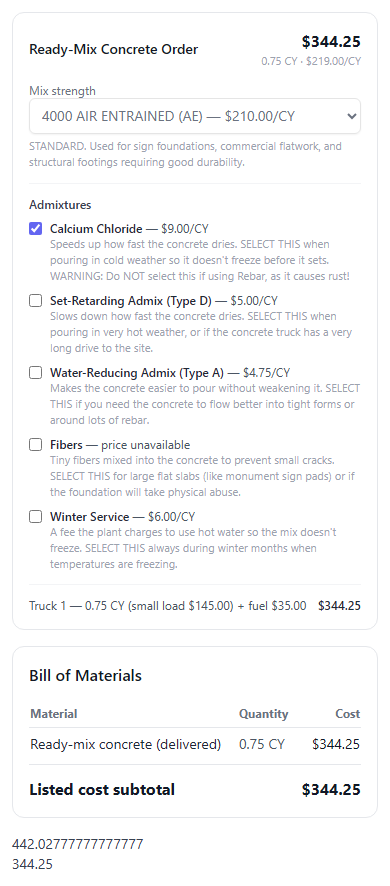 Ready-Mix Concrete Order
$344.25
0.75 CY · $219.00/CY
Mix strength
4000 AIR ENTRAINED (AE) — $210.00/CY
STANDARD. Used for sign foundations, commercial flatwork, and
structural footings requiring good durability.
Admixtures
Calcium Chloride — $9.00/CY
Speeds up how fast the concrete dries. SELECT THIS when
pouring in cold weather so it doesn't freeze before it sets.
WARNING: Do NOT select this if using Rebar, as it causes rust!
Set-Retarding Admix (Type D) — $5.00/CY
Slows down how fast the concrete dries. SELECT THIS when
pouring in very hot weather, or if the concrete truck has a very
long drive to the site.
Water-Reducing Admix (Type A) — $4.75/CY
Makes the concrete easier to pour without weakening it. SELECT
THIS if you need the concrete to flow better into tight forms or
around lots of rebar.
Fibers — price unavailable
Tiny fibers mixed into the concrete to prevent small cracks.
SELECT THIS for large flat slabs (like monument sign pads) or if
the foundation will take physical abuse.
Winter Service — $6.00/CY
A fee the plant charges to use hot water so the mix doesn't
freeze. SELECT THIS always during winter months when
temperatures are freezing.
Truck 1 — 0.75 CY (small load $145.00) + fuel $35.00 $344.25
Bill of Materials
Material Quantity Cost
Ready-mix concrete (delivered) 0.75 CY $344.25
Listed cost subtotal $344.25
442.02777777777777
344.25